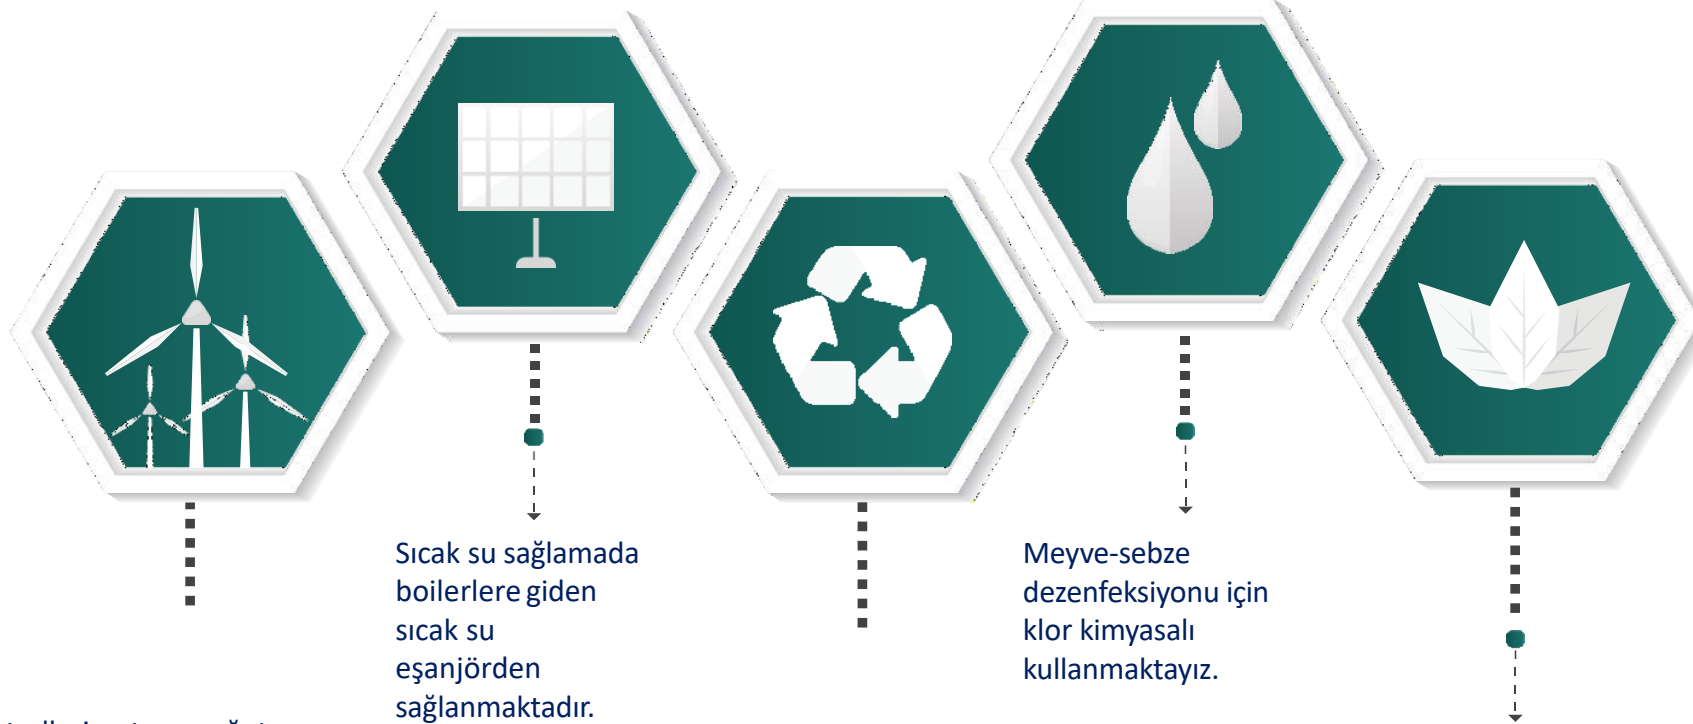 Sıcak su sağlamada
boilerlere giden
sıcak su
eşanjörden
sağlanmaktadır.
Meyve-sebze
dezenfeksiyonu için
klor kimyasalı
kullanmaktayız.